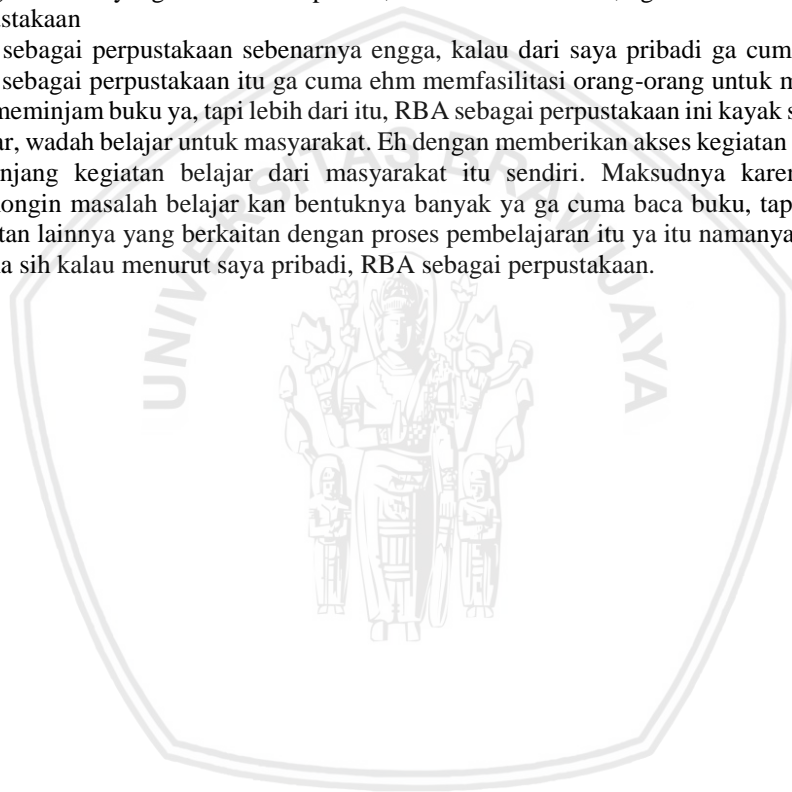 stakaan
sebagai perpustakaan sebenarnya engga, kalau dari saya pribadi ga cum
sebagai perpustakaan itu ga cuma ehm memfasilitasi orang-orang untuk m
meminjam buku ya, tapi lebih dari itu, RBA sebagai perpustakaan ini kayak s
ar, wadah belajar untuk masyarakat. Eh dengan memberikan akses kegiatan
njang kegiatan belajar dari masyarakat itu sendiri. Maksudnya karen
ongin masalah belajar kan bentuknya banyak ya ga cuma baca buku, tap
tan lainnya yang berkaitan dengan proses pembelajaran itu ya itu namanya
a sih kalau menurut saya pribadi, RBA sebagai perpustakaan.
UNIVERSITAS BRAWIJAYA